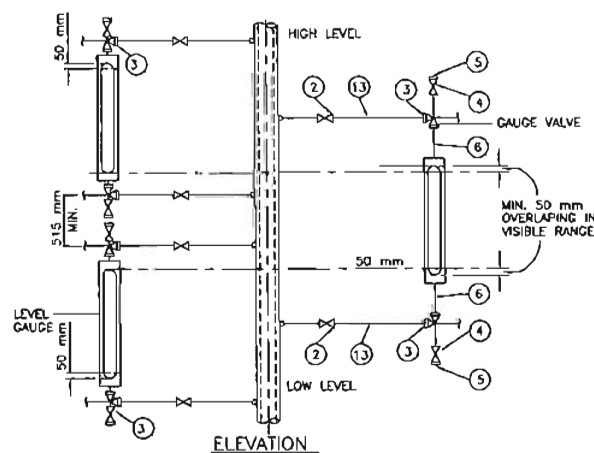 50 mm
3
HIGH LEVEL
2
13
3
5
4
GAUGE VALVE
6
515 mm
MIN.
MIN. 50 mm
OVERLAPING IN
VISIBLE RANGE
50 mm
LEVEL
GAUGE
50 mm
6
2
13
3
4
5
LOW LEVEL
3
ELEVATION